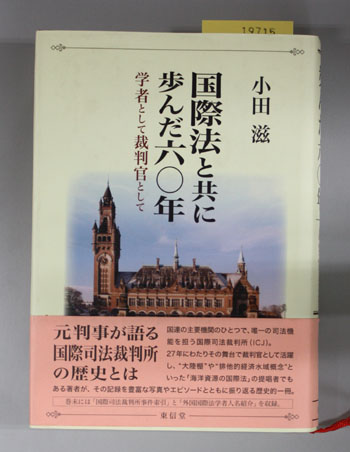 19715
小田 滋
国際法と共に
歩んだ六〇年
学者として裁判官として
元判事が語る
国際司法裁判所
の歴史とは
国連の主要機関のひとつで、唯一の司法機
能を担う国際司法裁判所(ICJ)。
27年にわたりその舞台で裁判官として活躍
し、“大陸棚”や“排他的経済水域概念”と
いった「海洋資源の国際法」の提唱者でも
ある著者が、その記録を豊富な写真やエピソードとともに振り返る歴史的一冊。
巻末には「国際司法裁判所事件索引」と「外国国際法学者人名紹介」を収録。
東信堂